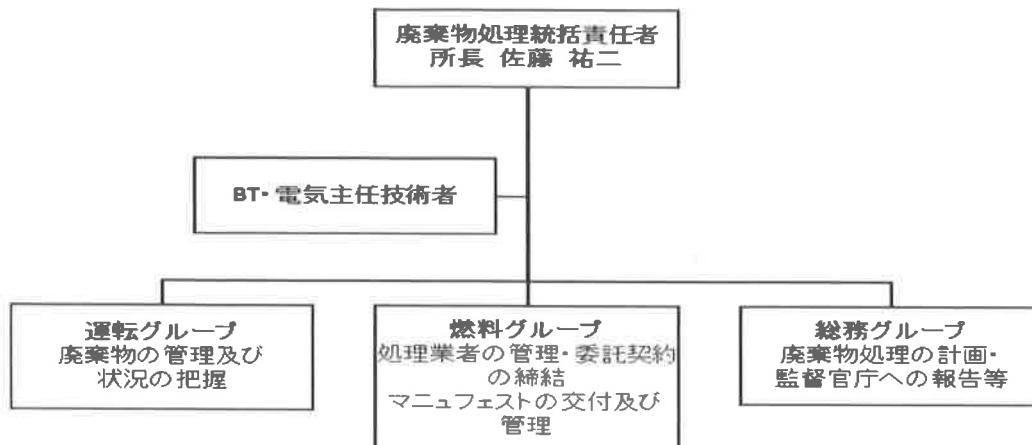 廃棄物処理統括責任者
所長 佐藤 祐二
BT・電気主任技術者
運転グループ
廃棄物の管理及び
状況の把握
燃料グループ
処理業者の管理・委託契約
の締結
マニュフェストの交付及び
管理
総務グループ
廃棄物処理の計画・
監督官庁への報告等